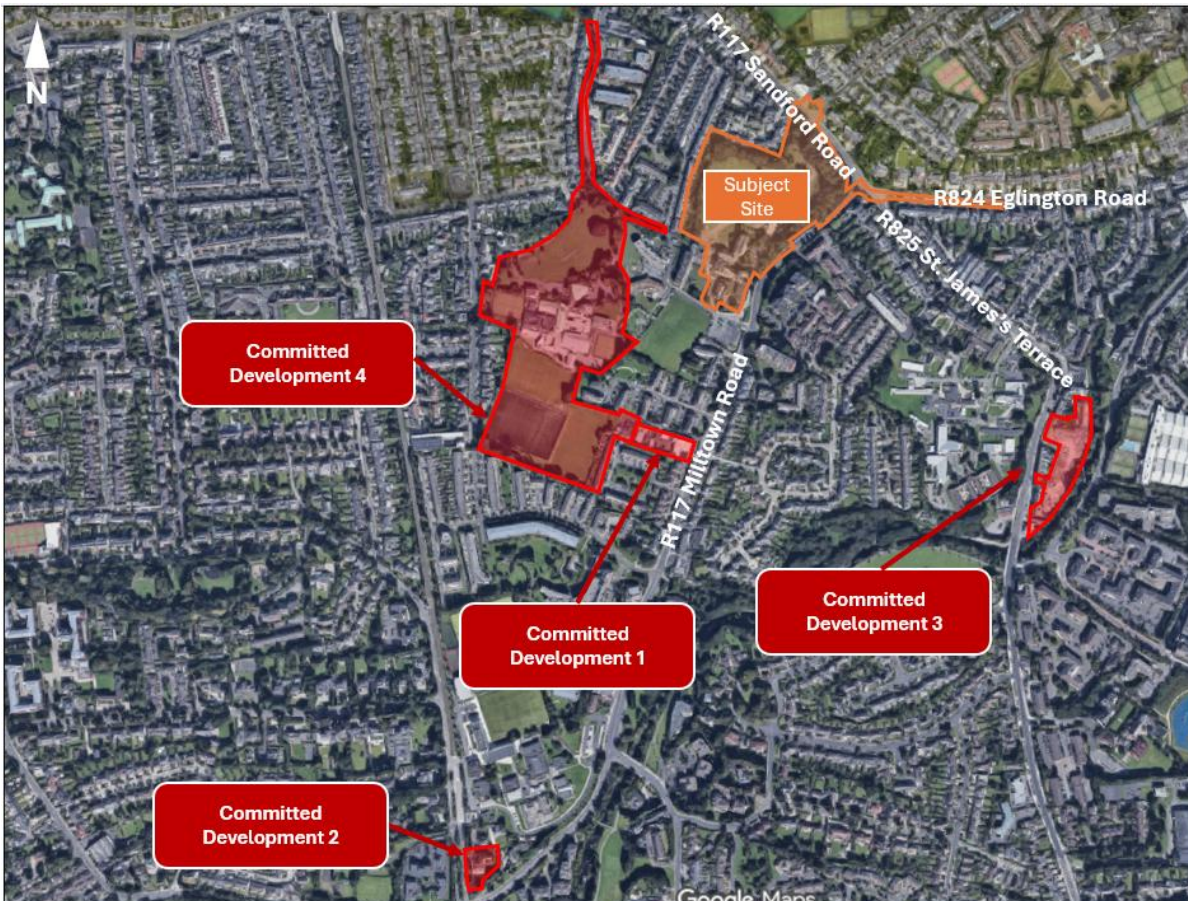 N
R117 Sandford Road
Subject
Site
R824 Eglington Road
R825 St. James's Terrace
Committed
Development 4
R117 Milltown Road
Committed
Development 1
Committed
Development 3
Committed
Development 2
Google Maps